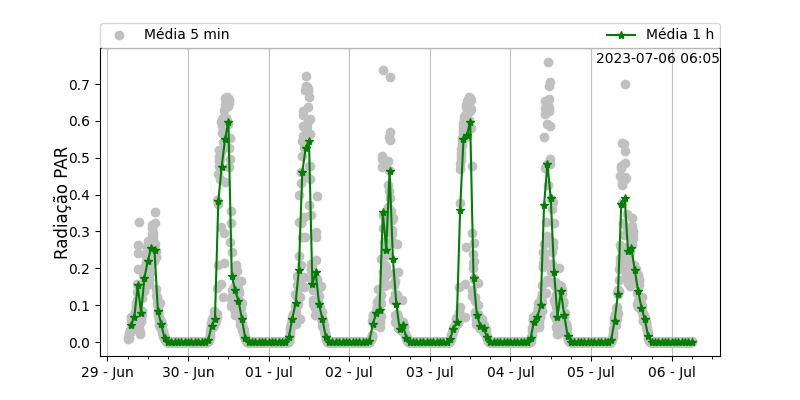 Média 5 min
Média 1 h
2023-07-06 06:05
Radiação PAR
0.7
0.6
0.5
0.4
0.3
0.2
0.1
0.0
29 - Jun
30 - Jun
01 - Jul
02 - Jul
03 - Jul
04 - Jul
05 - Jul
06 - Jul